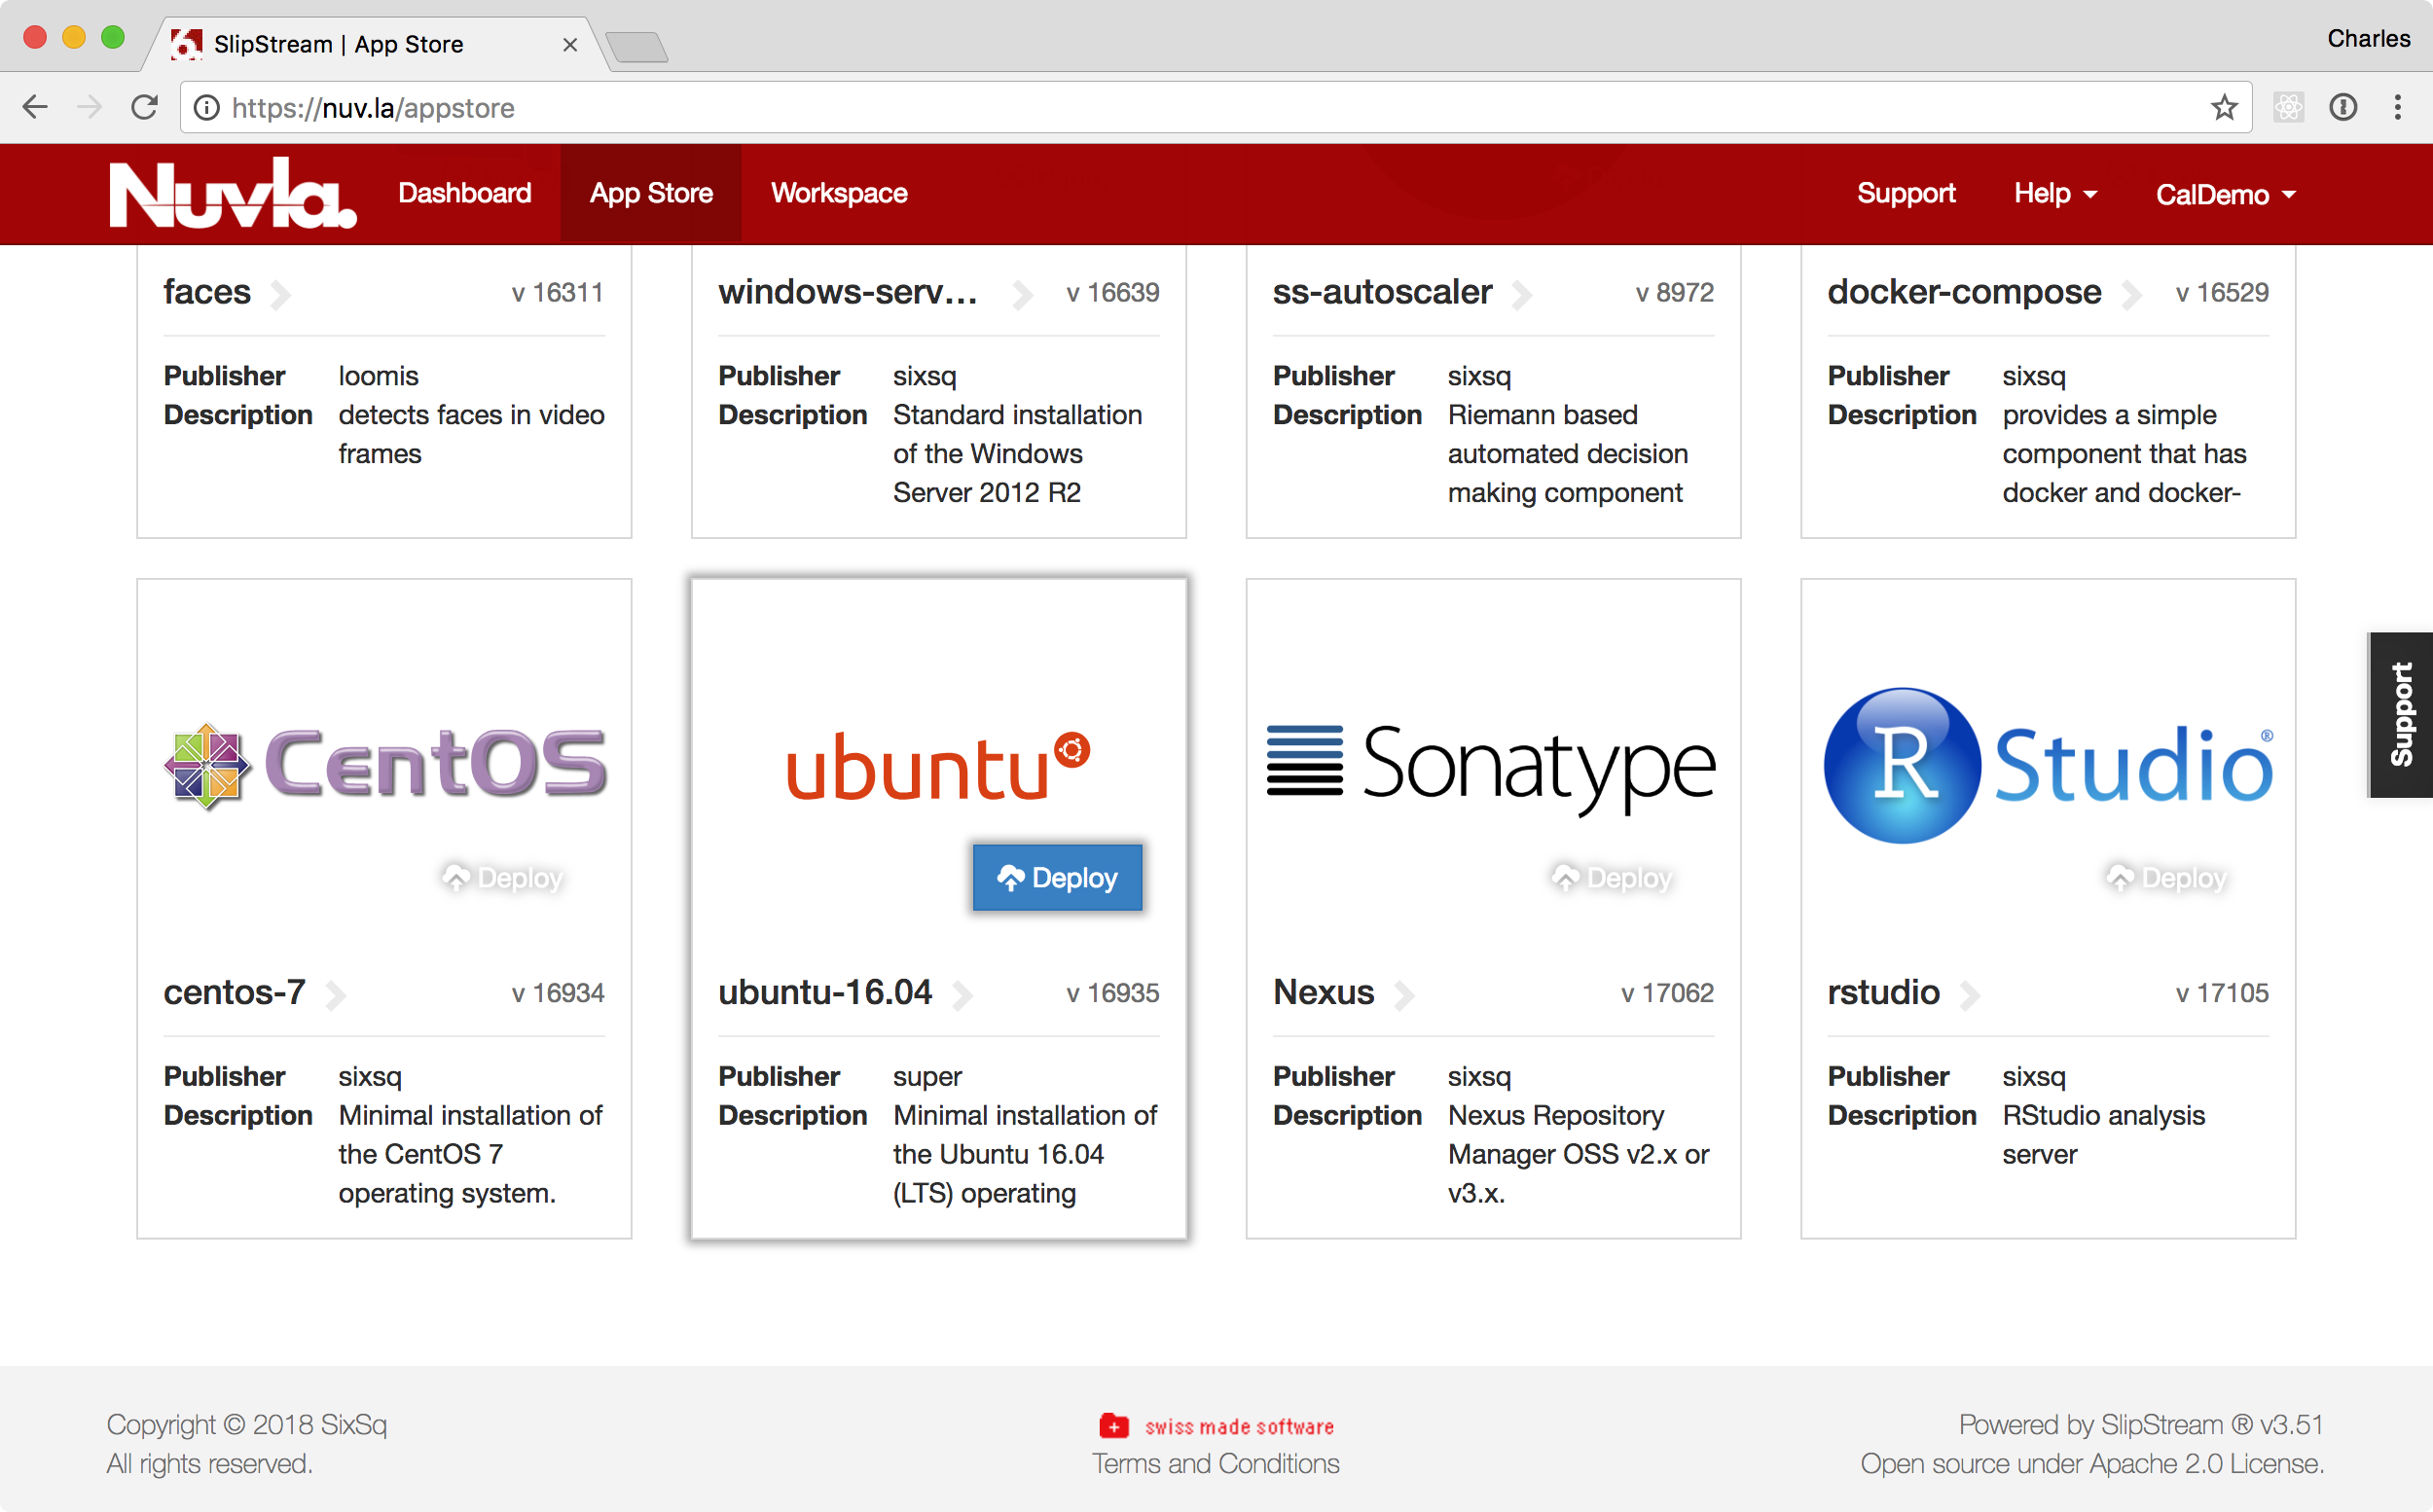 SlipStream | App Store
Charles
https://nuv.la/appstore
Nuvla. Dashboard App Store Workspace Support Help CalDemo
faces v 16311
Publisher loomis
Description detects faces in video
frames
windows-serv... v 16639
Publisher sixsq
Description Standard installation
of the Windows
Server 2012 R2
ss-autoscaler v 8972
Publisher sixsq
Description Riemann based
automated decision
making component
docker-compose v 16529
Publisher sixsq
Description provides a simple
component that has
docker and docker-
CentOS
Deploy
centos-7 v 16934
Publisher sixsq
Description Minimal installation of
the CentOS 7
operating system.
ubuntu®
Deploy
ubuntu-16.04 v 16935
Publisher super
Description Minimal installation of
the Ubuntu 16.04
(LTS) operating
Sonatype
Deploy
Nexus v 17062
Publisher sixsq
Description Nexus Repository
Manager OSS v2.x or
v3.x.
R Studio®
Deploy
rstudio v 17105
Publisher sixsq
Description RStudio analysis
server
Support
Copyright © 2018 SixSq
All rights reserved.
swiss made software
Terms and Conditions
Powered by SlipStream ® v3.51
Open source under Apache 2.0 License.